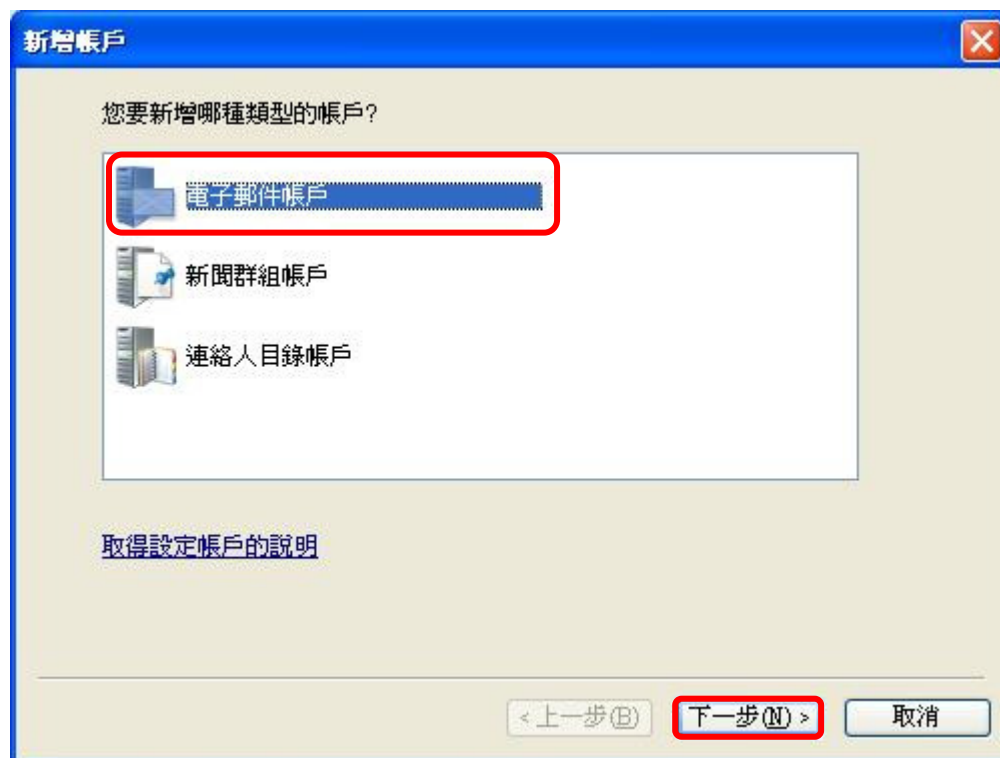 新增帳戶
您要新增哪種類型的帳戶?
電子郵件帳戶
新聞群組帳戶
連絡人目錄帳戶
取得設定帳戶的說明
<上一步(B) 下一步(N)> 取消